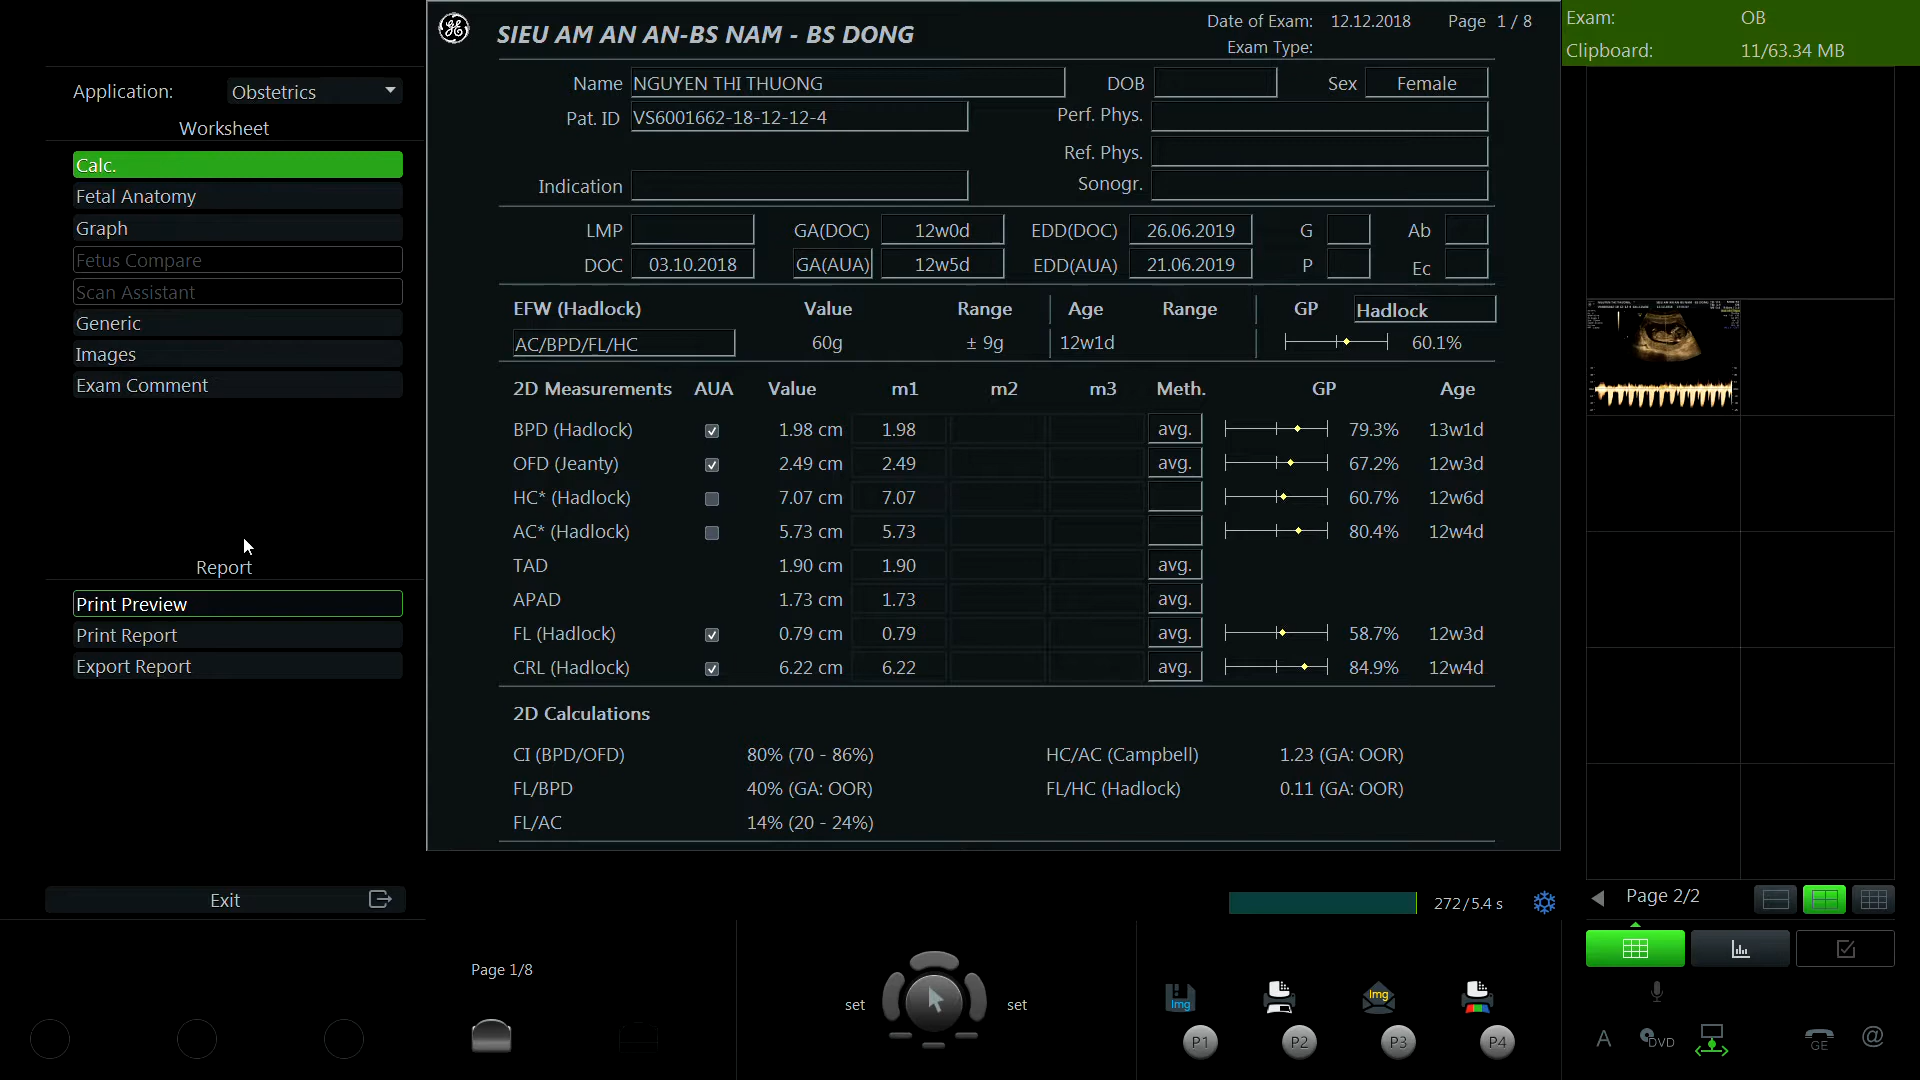 SIEU AM AN AN-BS NAM - BS DONG
Date of Exam: 12.12.2018 Page 1 / 8
Exam Type:
Exam: OB
Clipboard: 11/63.34 MB
Application: Obstetrics
Worksheet
Calc.
Fetal Anatomy
Graph
Fetus Compare
Scan Assistant
Generic
Images
Exam Comment
Report
Print Preview
Print Report
Export Report
Exit
Name NGUYEN THI THUONG DOB Sex Female
Pat. ID VS6001662-18-12-12-4 Perf. Phys.
Ref. Phys.
Indication Sonogr.
LMP GA(DOC) 12w0d EDD(DOC) 26.06.2019 G Ab
DOC 03.10.2018 GA(AUA) 12w5d EDD(AUA) 21.06.2019 P Ec
EFW (Hadlock) Value Range Age Range GP Hadlock
AC/BPD/FL/HC 60g ± 9g 12w1d 60.1%
2D Measurements AUA Value m1 m2 m3 Meth. GP Age
BPD (Hadlock) 1.98 cm 1.98 avg. 79.3% 13w1d
OFD (Jeanty) 2.49 cm 2.49 avg. 67.2% 12w3d
HC* (Hadlock) 7.07 cm 7.07 60.7% 12w6d
AC* (Hadlock) 5.73 cm 5.73 80.4% 12w4d
TAD 1.90 cm 1.90 avg.
APAD 1.73 cm 1.73 avg.
FL (Hadlock) 0.79 cm 0.79 avg. 58.7% 12w3d
CRL (Hadlock) 6.22 cm 6.22 avg. 84.9% 12w4d
2D Calculations
CI (BPD/OFD) 80% (70 - 86%) HC/AC (Campbell) 1.23 (GA: OOR)
FL/BPD 40% (GA: OOR) FL/HC (Hadlock) 0.11 (GA: OOR)
FL/AC 14% (20 - 24%)
272/5.4 s
Page 2/2
Page 1/8
set set
Img Img
P1 P2 P3 P4
A DVD GE @